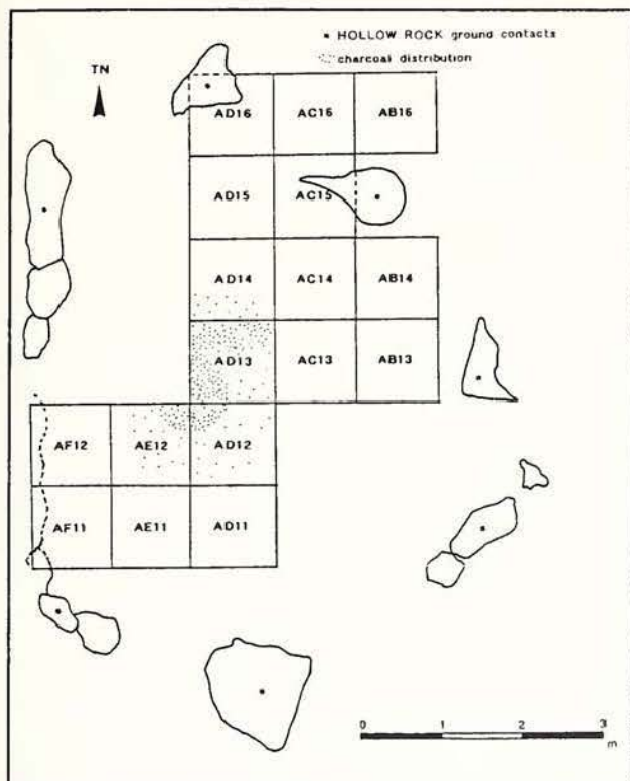 • HOLLOW ROCK ground contacts
charcoal distribution
TN
AD16 AC16 AB16
AD15 AC15
AD14 AC14 AB14
AD13 AC13 AB13
AF12 AE12 AD12
AF11 AE11 AD11
0 1 2 3
m